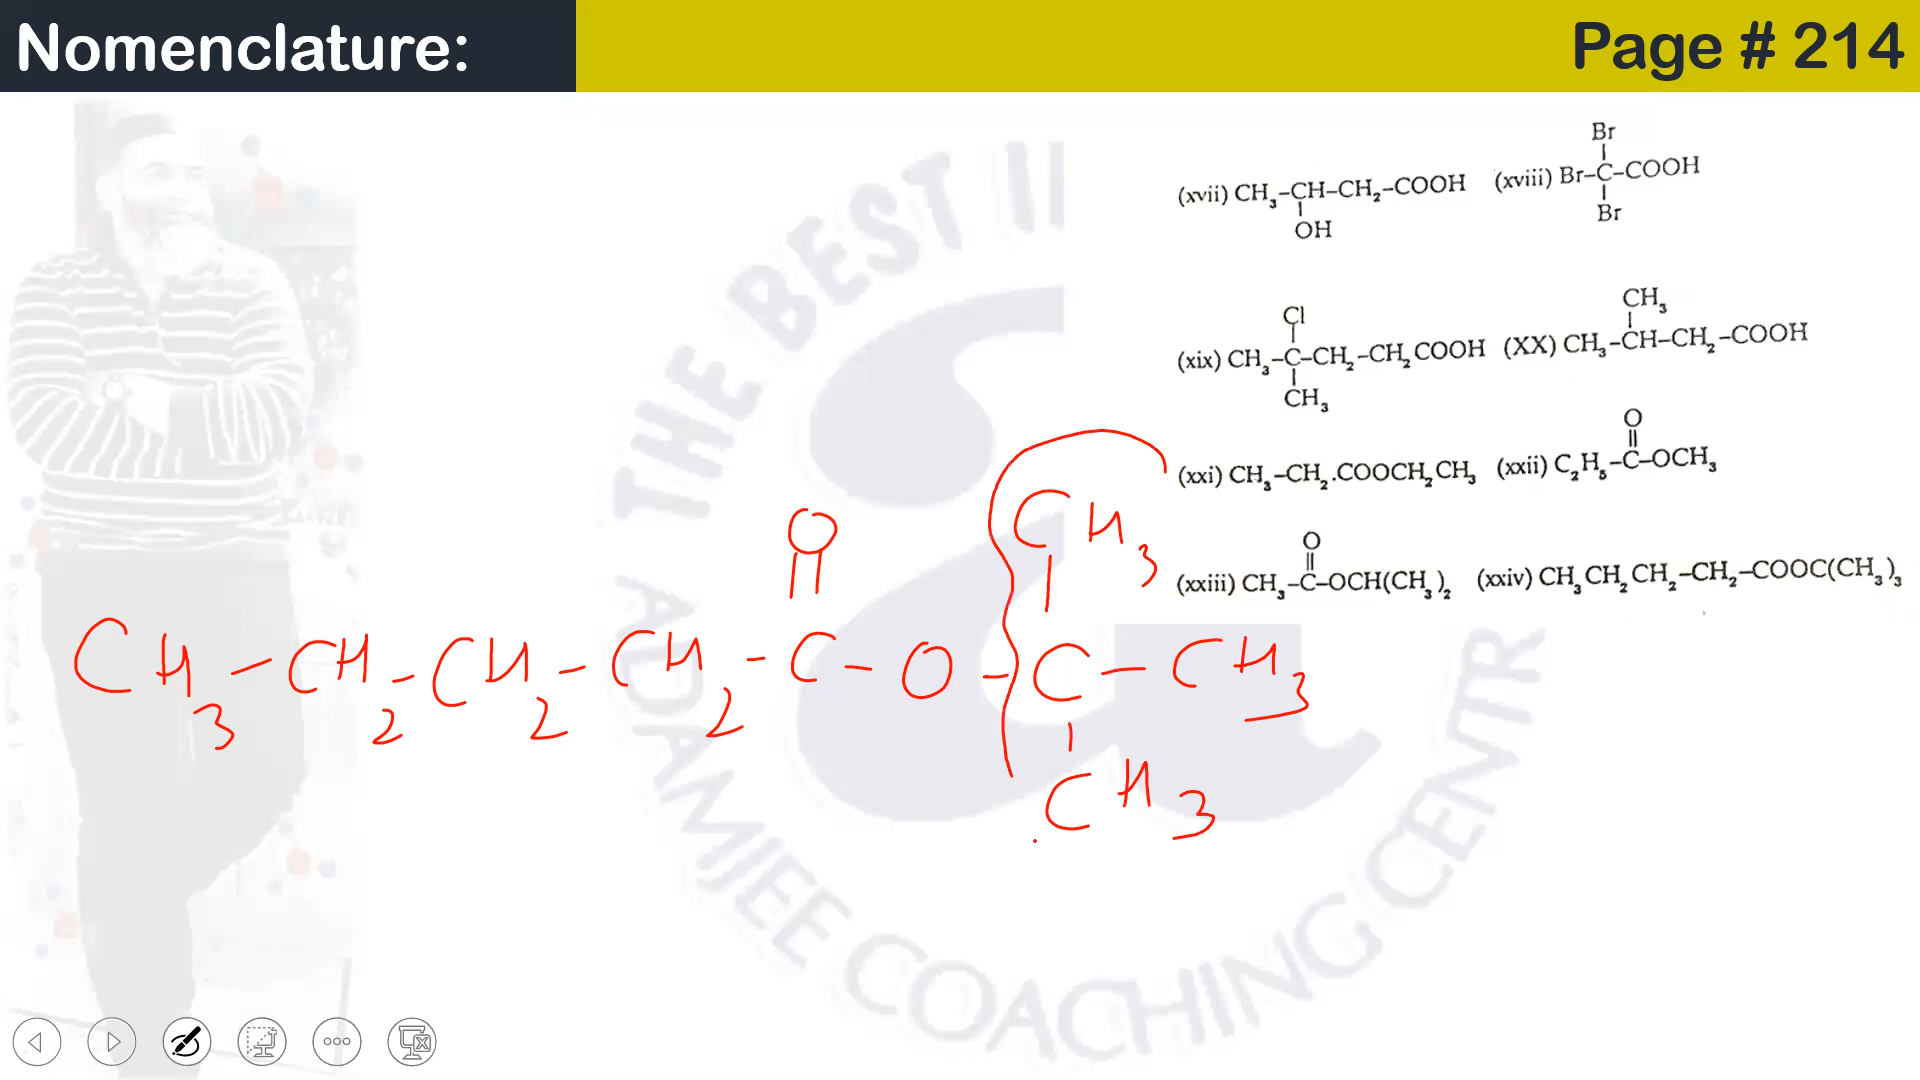 Nomenclature:
Page # 214
(xvii) CH₃–CH–CH₂–COOH
OH
(xviii) Br–C–COOH
Br
Br
(xix) CH₃–C–CH₂–CH₂COOH
Cl
CH₃
(XX) CH₃–CH–CH₂–COOH
CH₃
(xxi) CH₃–CH₂.COOCH₂CH₃
(xxii) C₂H₅–C–OCH₃
O
(xxiii) CH₃–C–OCH(CH₃)₂
O
(xxiv) CH₃CH₂CH₂–CH₂–COOC(CH₃)₃
O
CH₃
CH₃–CH₂–CH₂–CH₂–C–O–C–CH₃
CH₃
THE BEST
ADAMJEE COACHING CENTR